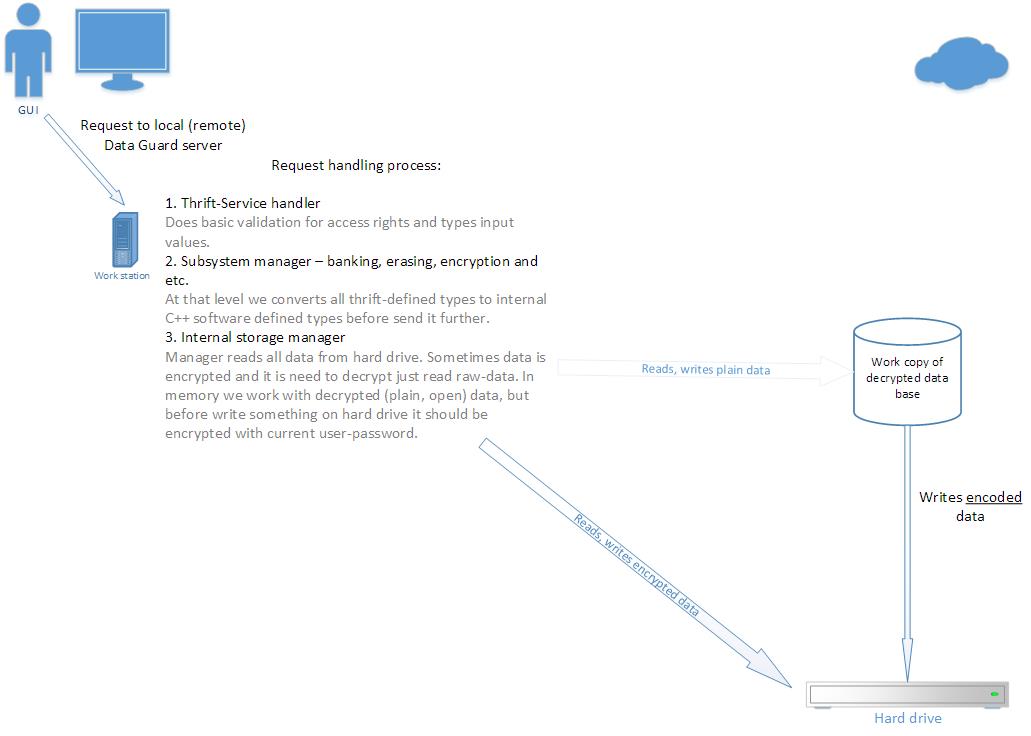 GUI
Request to local (remote)
Data Guard server
Request handling process:
1. Thrift-Service handler
Does basic validation for access rights and types input
values.
2. Subsystem manager – banking, erasing, encryption and
etc.
At that level we converts all thrift-defined types to internal
C++ software defined types before send it further.
3. Internal storage manager
Manager reads all data from hard drive. Sometimes data is
encrypted and it is need to decrypt just read raw-data. In
memory we work with decrypted (plain, open) data, but
before write something on hard drive it should be
encrypted with current user-password.
Work station
Reads, writes plain data
Work copy of
decrypted data
base
Writes encoded
data
Reads, writes encrypted data
Hard drive